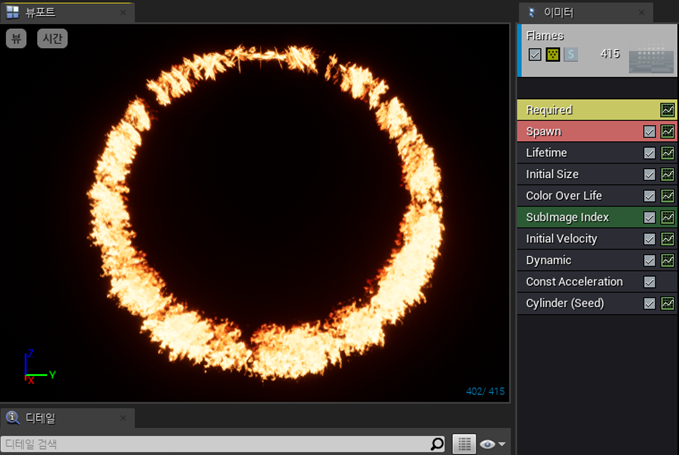 뷰포트
이미터
뷰
시간
Flames
S
415
Required
Spawn
Lifetime
Initial Size
Color Over Life
SubImage Index
Initial Velocity
Dynamic
Const Acceleration
Cylinder (Seed)
Z
Y
X
402/ 415
디테일
디테일 검색